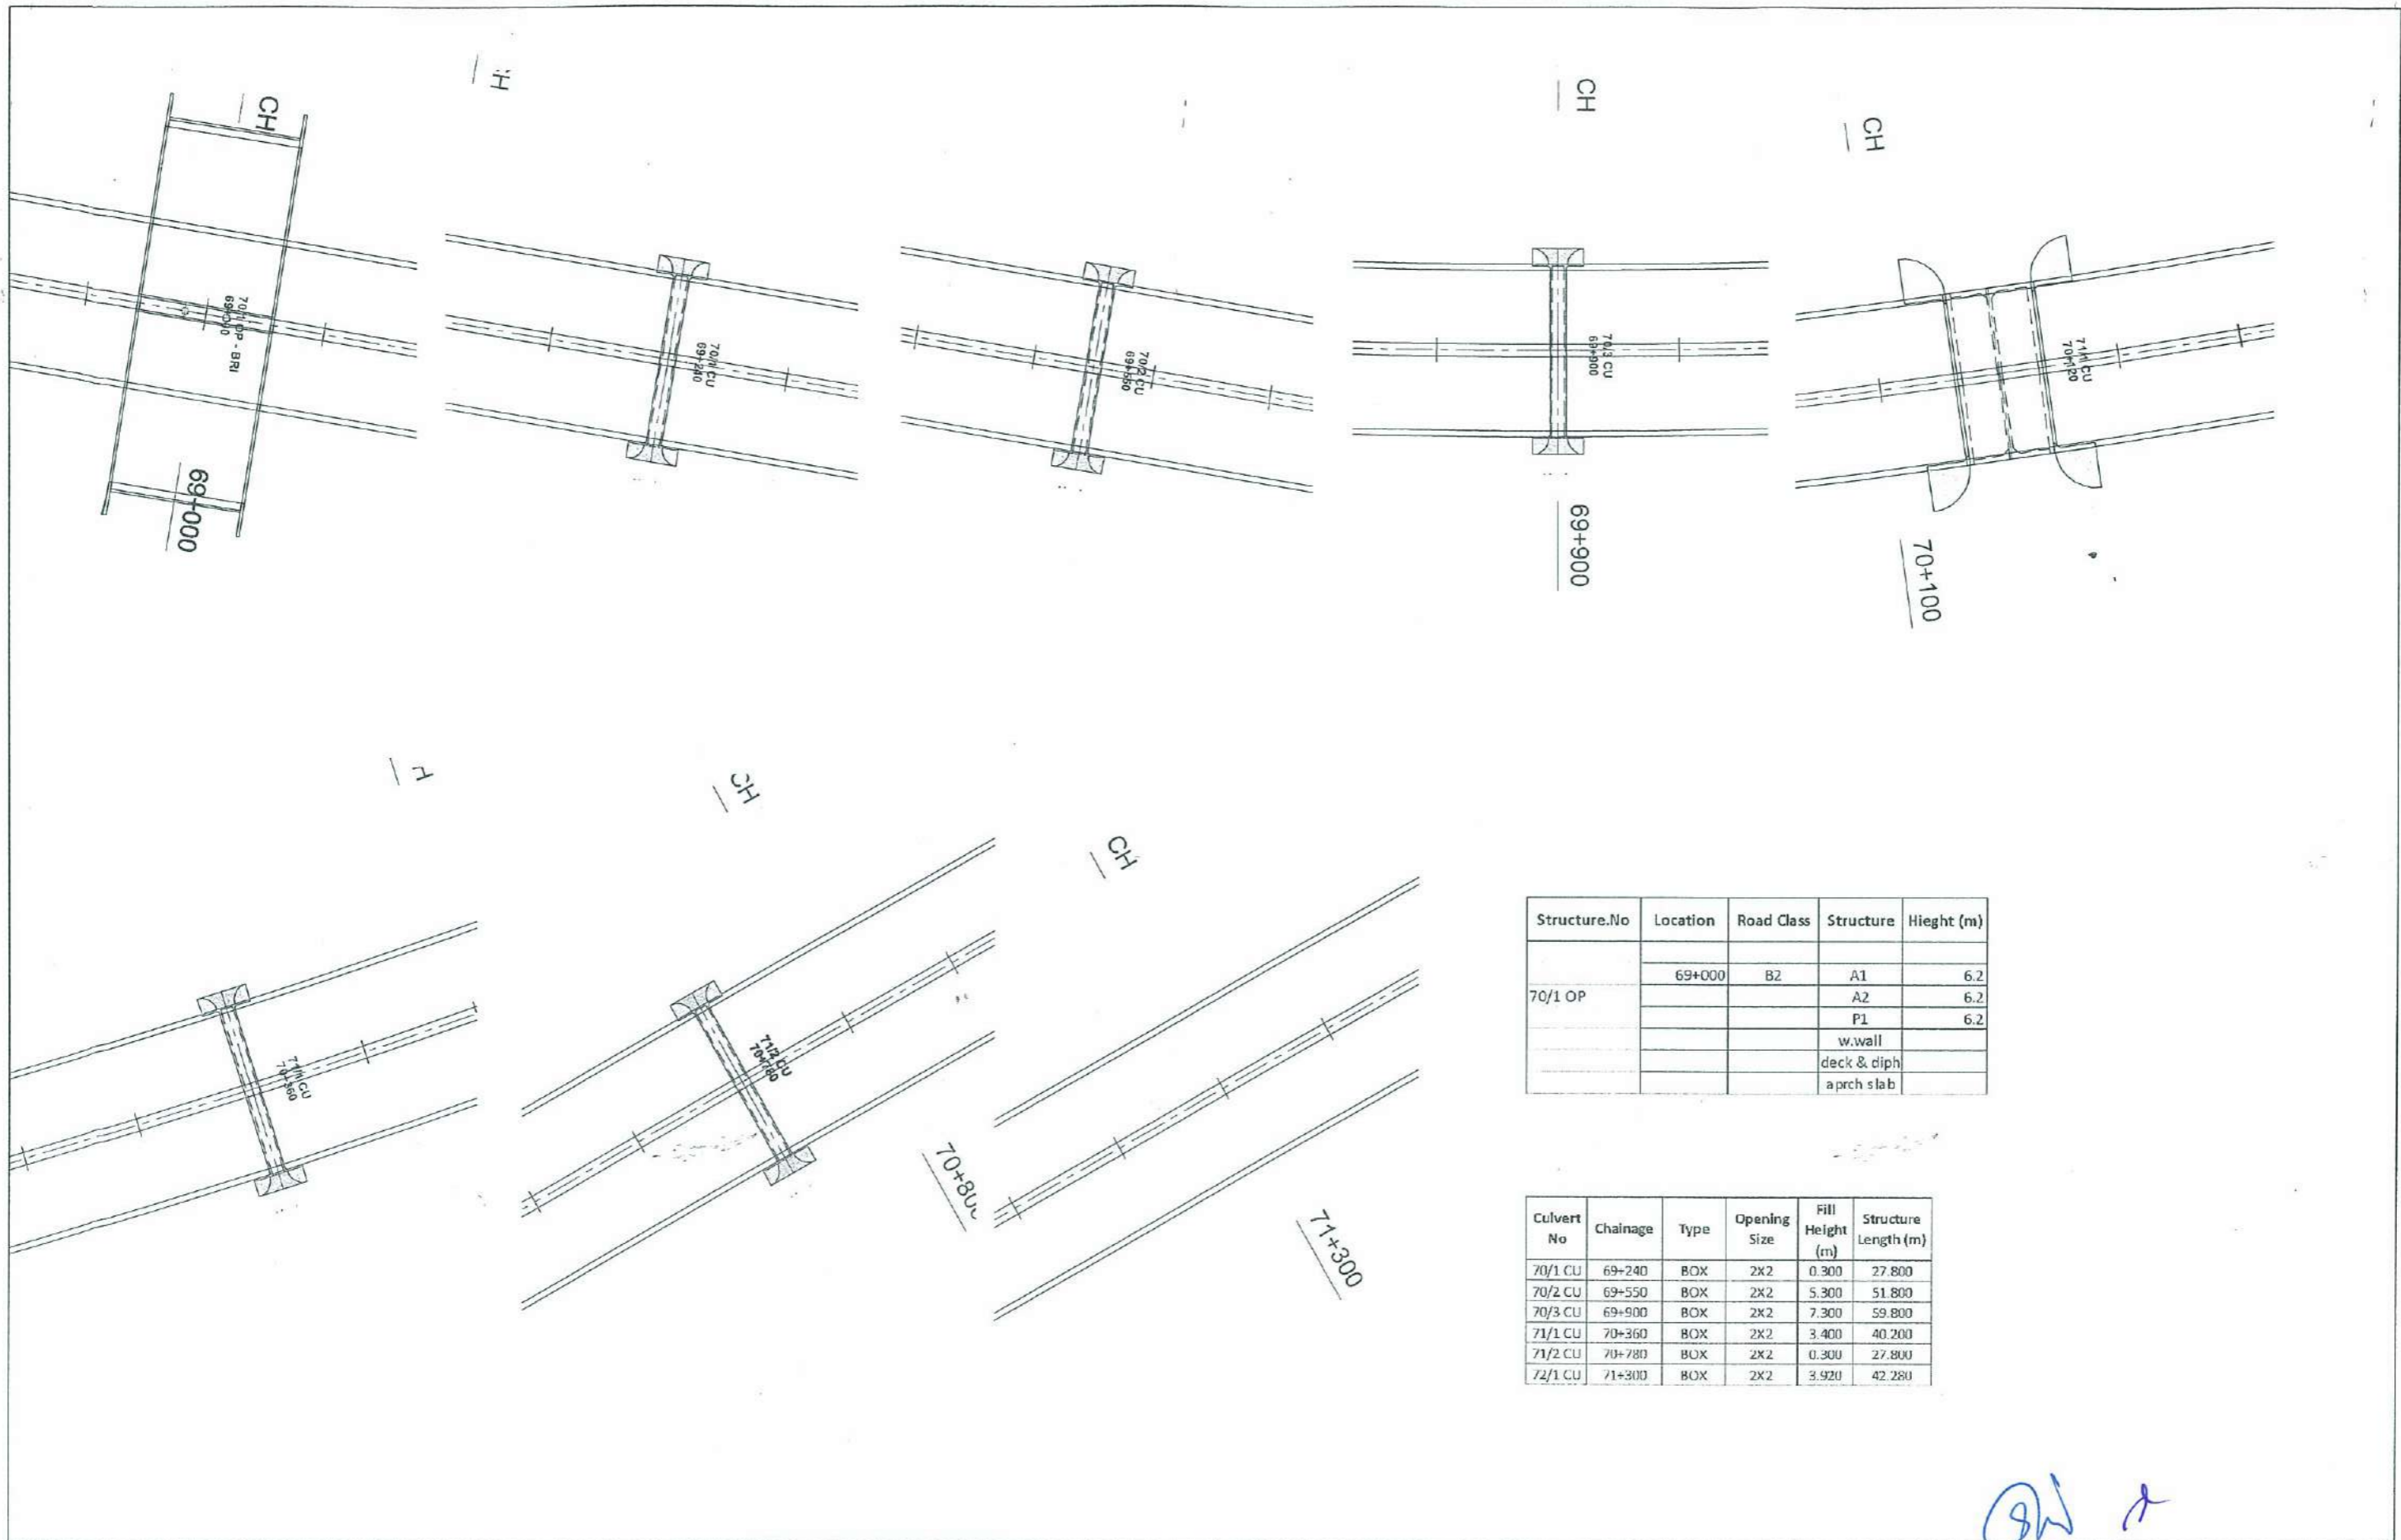 CH
70/1 OP - BRI
69+000
CH
70/1 CU
69+240
70/2 CU
69+550
CH
70/3 CU
69+900
69+900
CH
71/1 CU
70+120
70+100
71/1 CU
70+360
CH
71/2 CU
70+780
CH
71+300
Structure.No Location Road Class Structure Hieght (m)
69+000 B2 A1 6.2
70/1 OP A2 6.2
P1 6.2
w.wall
deck & diph
aprch slab
Culvert No Chainage Type Opening Size Fill Height (m) Structure Length (m)
70/1 CU 69+240 BOX 2X2 0.300 27.800
70/2 CU 69+550 BOX 2X2 5.300 51.800
70/3 CU 69+900 BOX 2X2 7.300 59.800
71/1 CU 70+360 BOX 2X2 3.400 40.200
71/2 CU 70+780 BOX 2X2 0.300 27.800
72/1 CU 71+300 BOX 2X2 3.920 42.280